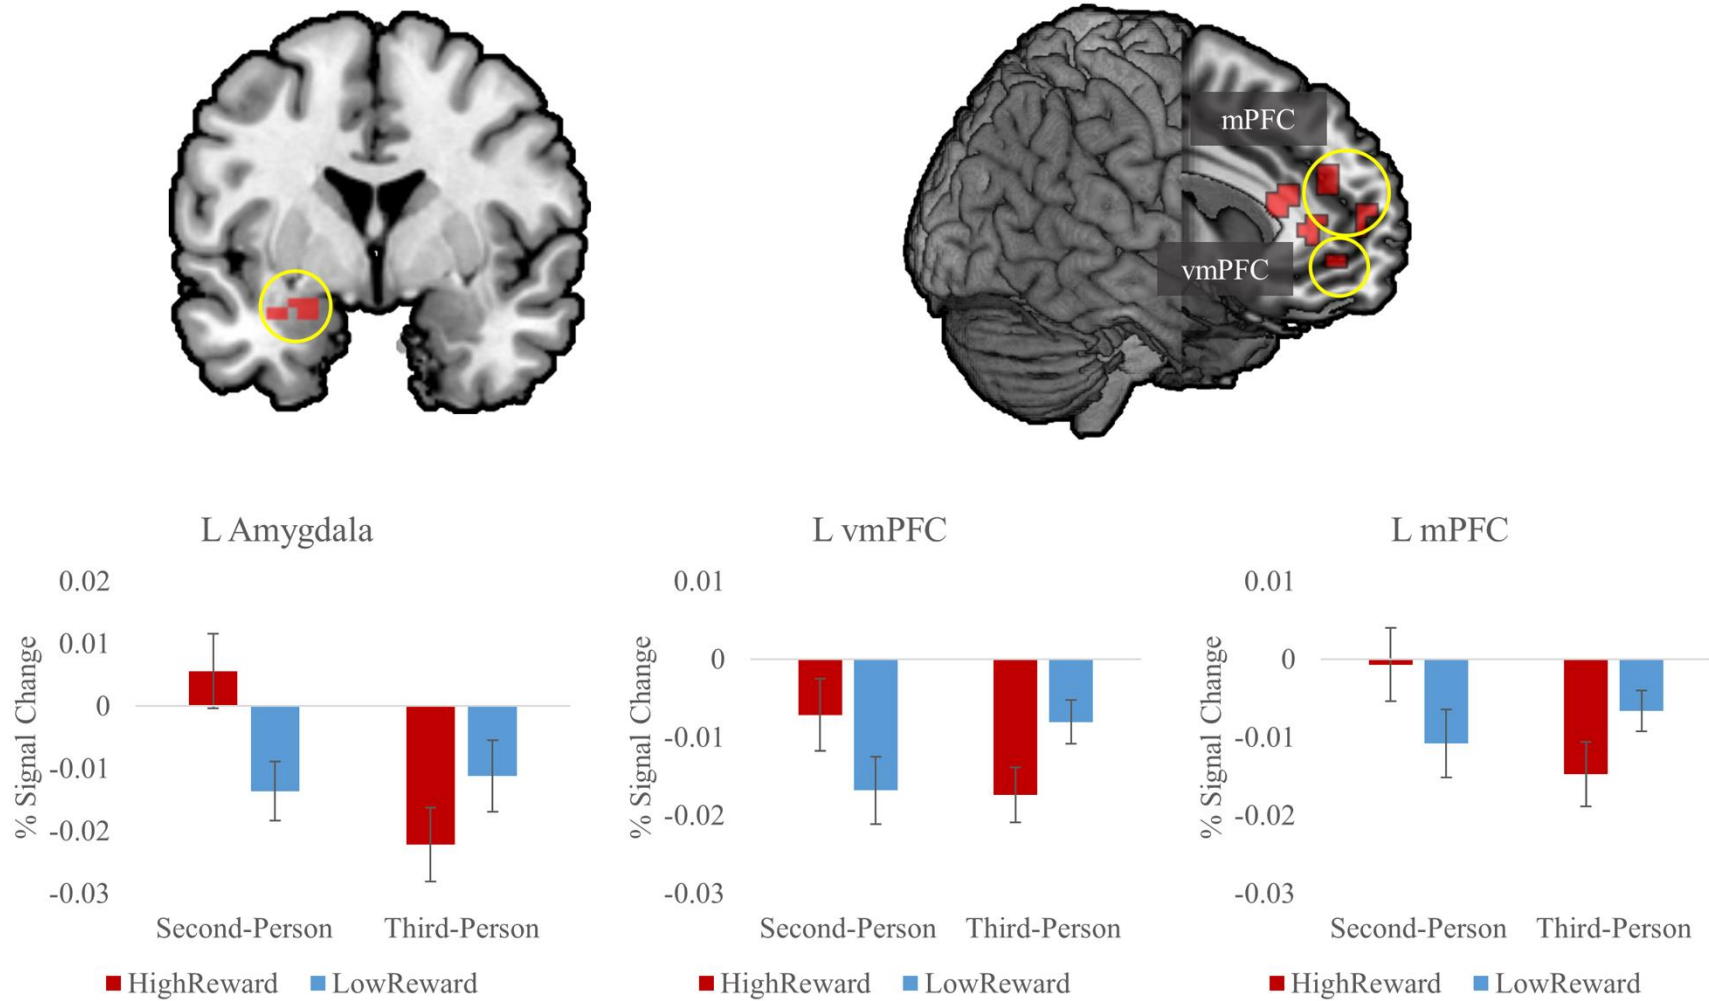 mPFC
vmPFC
L Amygdala
0.02
0.01
0
-0.01
-0.02
-0.03
% Signal Change
Second-Person Third-Person
HighReward LowReward
L vmPFC
0.01
0
-0.01
-0.02
-0.03
% Signal Change
Second-Person Third-Person
HighReward LowReward
L mPFC
0.01
0
-0.01
-0.02
-0.03
% Signal Change
Second-Person Third-Person
HighReward LowReward